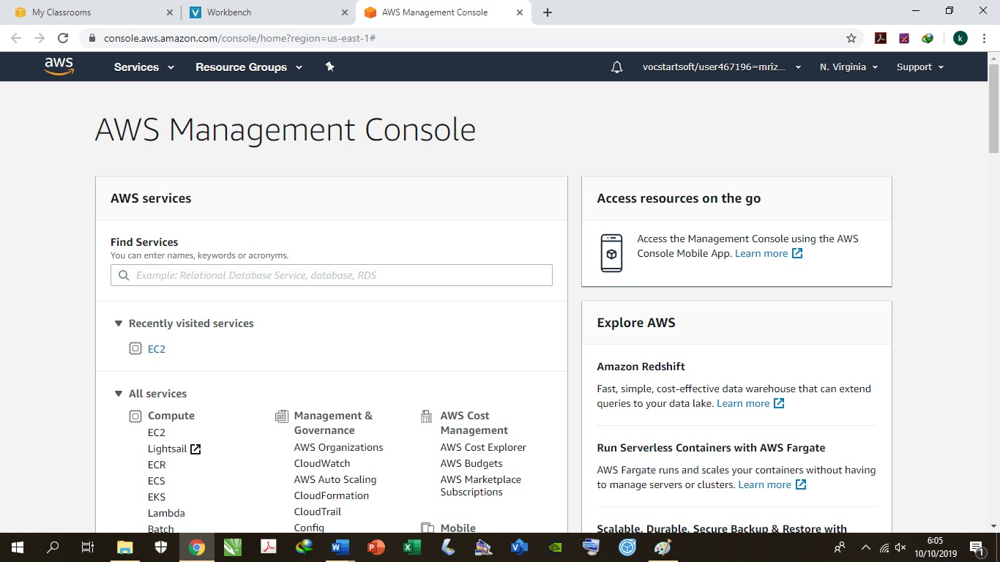 My Classrooms
Workbench
AWS Management Console
console.aws.amazon.com/console/home?region=us-east-1#
k
aws
Services
Resource Groups
vocstartsoft/user467196=mriz...
N. Virginia
Support
AWS Management Console
AWS services
Find Services
You can enter names, keywords or acronyms.
Example: Relational Database Service, database, RDS
Recently visited services
EC2
All services
Compute
EC2
Lightsail
ECR
ECS
EKS
Lambda
Batch
Management &
Governance
AWS Organizations
CloudWatch
AWS Auto Scaling
CloudFormation
CloudTrail
Config
AWS Cost
Management
AWS Cost Explorer
AWS Budgets
AWS Marketplace
Subscriptions
Mobile
Access resources on the go
Access the Management Console using the AWS
Console Mobile App. Learn more
Explore AWS
Amazon Redshift
Fast, simple, cost-effective data warehouse that can extend
queries to your data lake. Learn more
Run Serverless Containers with AWS Fargate
AWS Fargate runs and scales your containers without having
to manage servers or clusters. Learn more
Scalable, Durable, Secure Backup & Restore with
6:05
10/10/2019
1